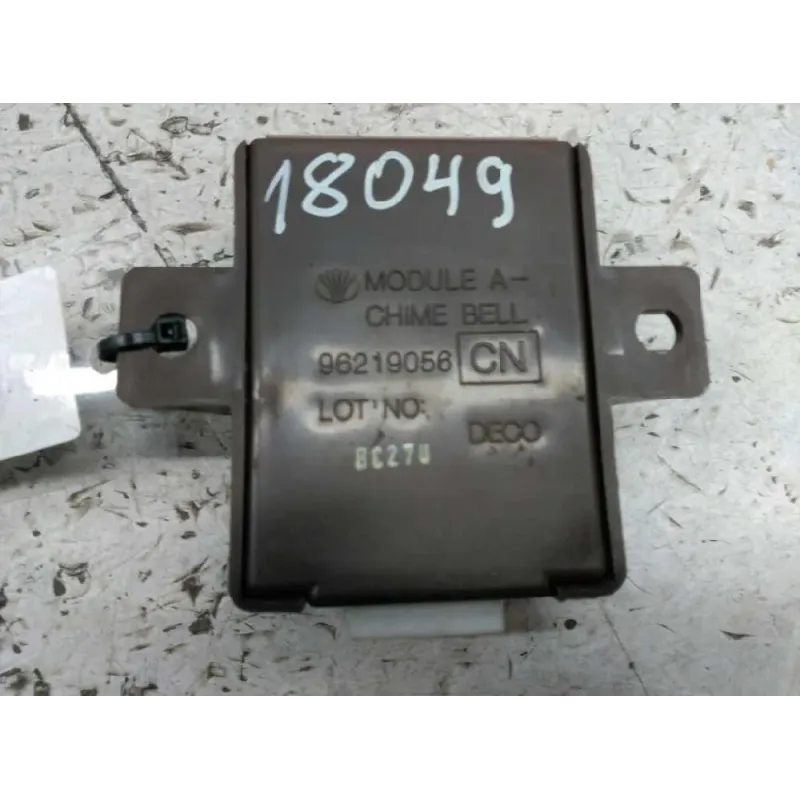 18049
MODULE A-
CHIME BELL
96219056 CN
LOT NO:
DECO
8C27U